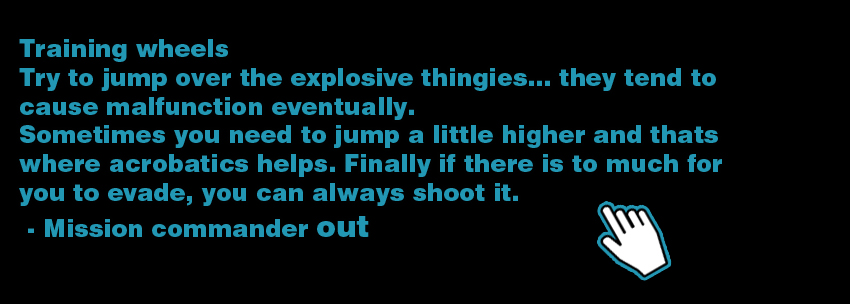 Training wheels
Try to jump over the explosive thingies... they tend to
cause malfunction eventually.
Sometimes you need to jump a little higher and thats
where acrobatics helps. Finally if there is to much for
you to evade, you can always shoot it.
- Mission commander out